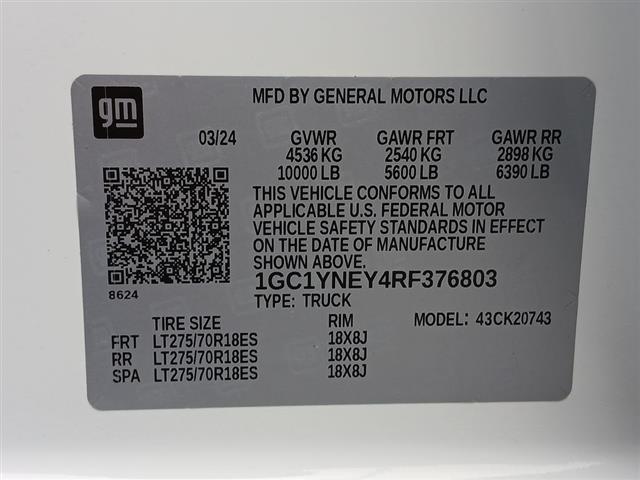 gm
MFD BY GENERAL MOTORS LLC
03/24 GVWR GAWR FRT GAWR RR
4536 KG 2540 KG 2898 KG
10000 LB 5600 LB 6390 LB
THIS VEHICLE CONFORMS TO ALL
APPLICABLE U.S. FEDERAL MOTOR
VEHICLE SAFETY STANDARDS IN EFFECT
ON THE DATE OF MANUFACTURE
SHOWN ABOVE.
1GC1YNEY4RF376803
8624
TYPE: TRUCK
TIRE SIZE RIM MODEL: 43CK20743
FRT LT275/70R18ES 18X8J
RR LT275/70R18ES 18X8J
SPA LT275/70R18ES 18X8J